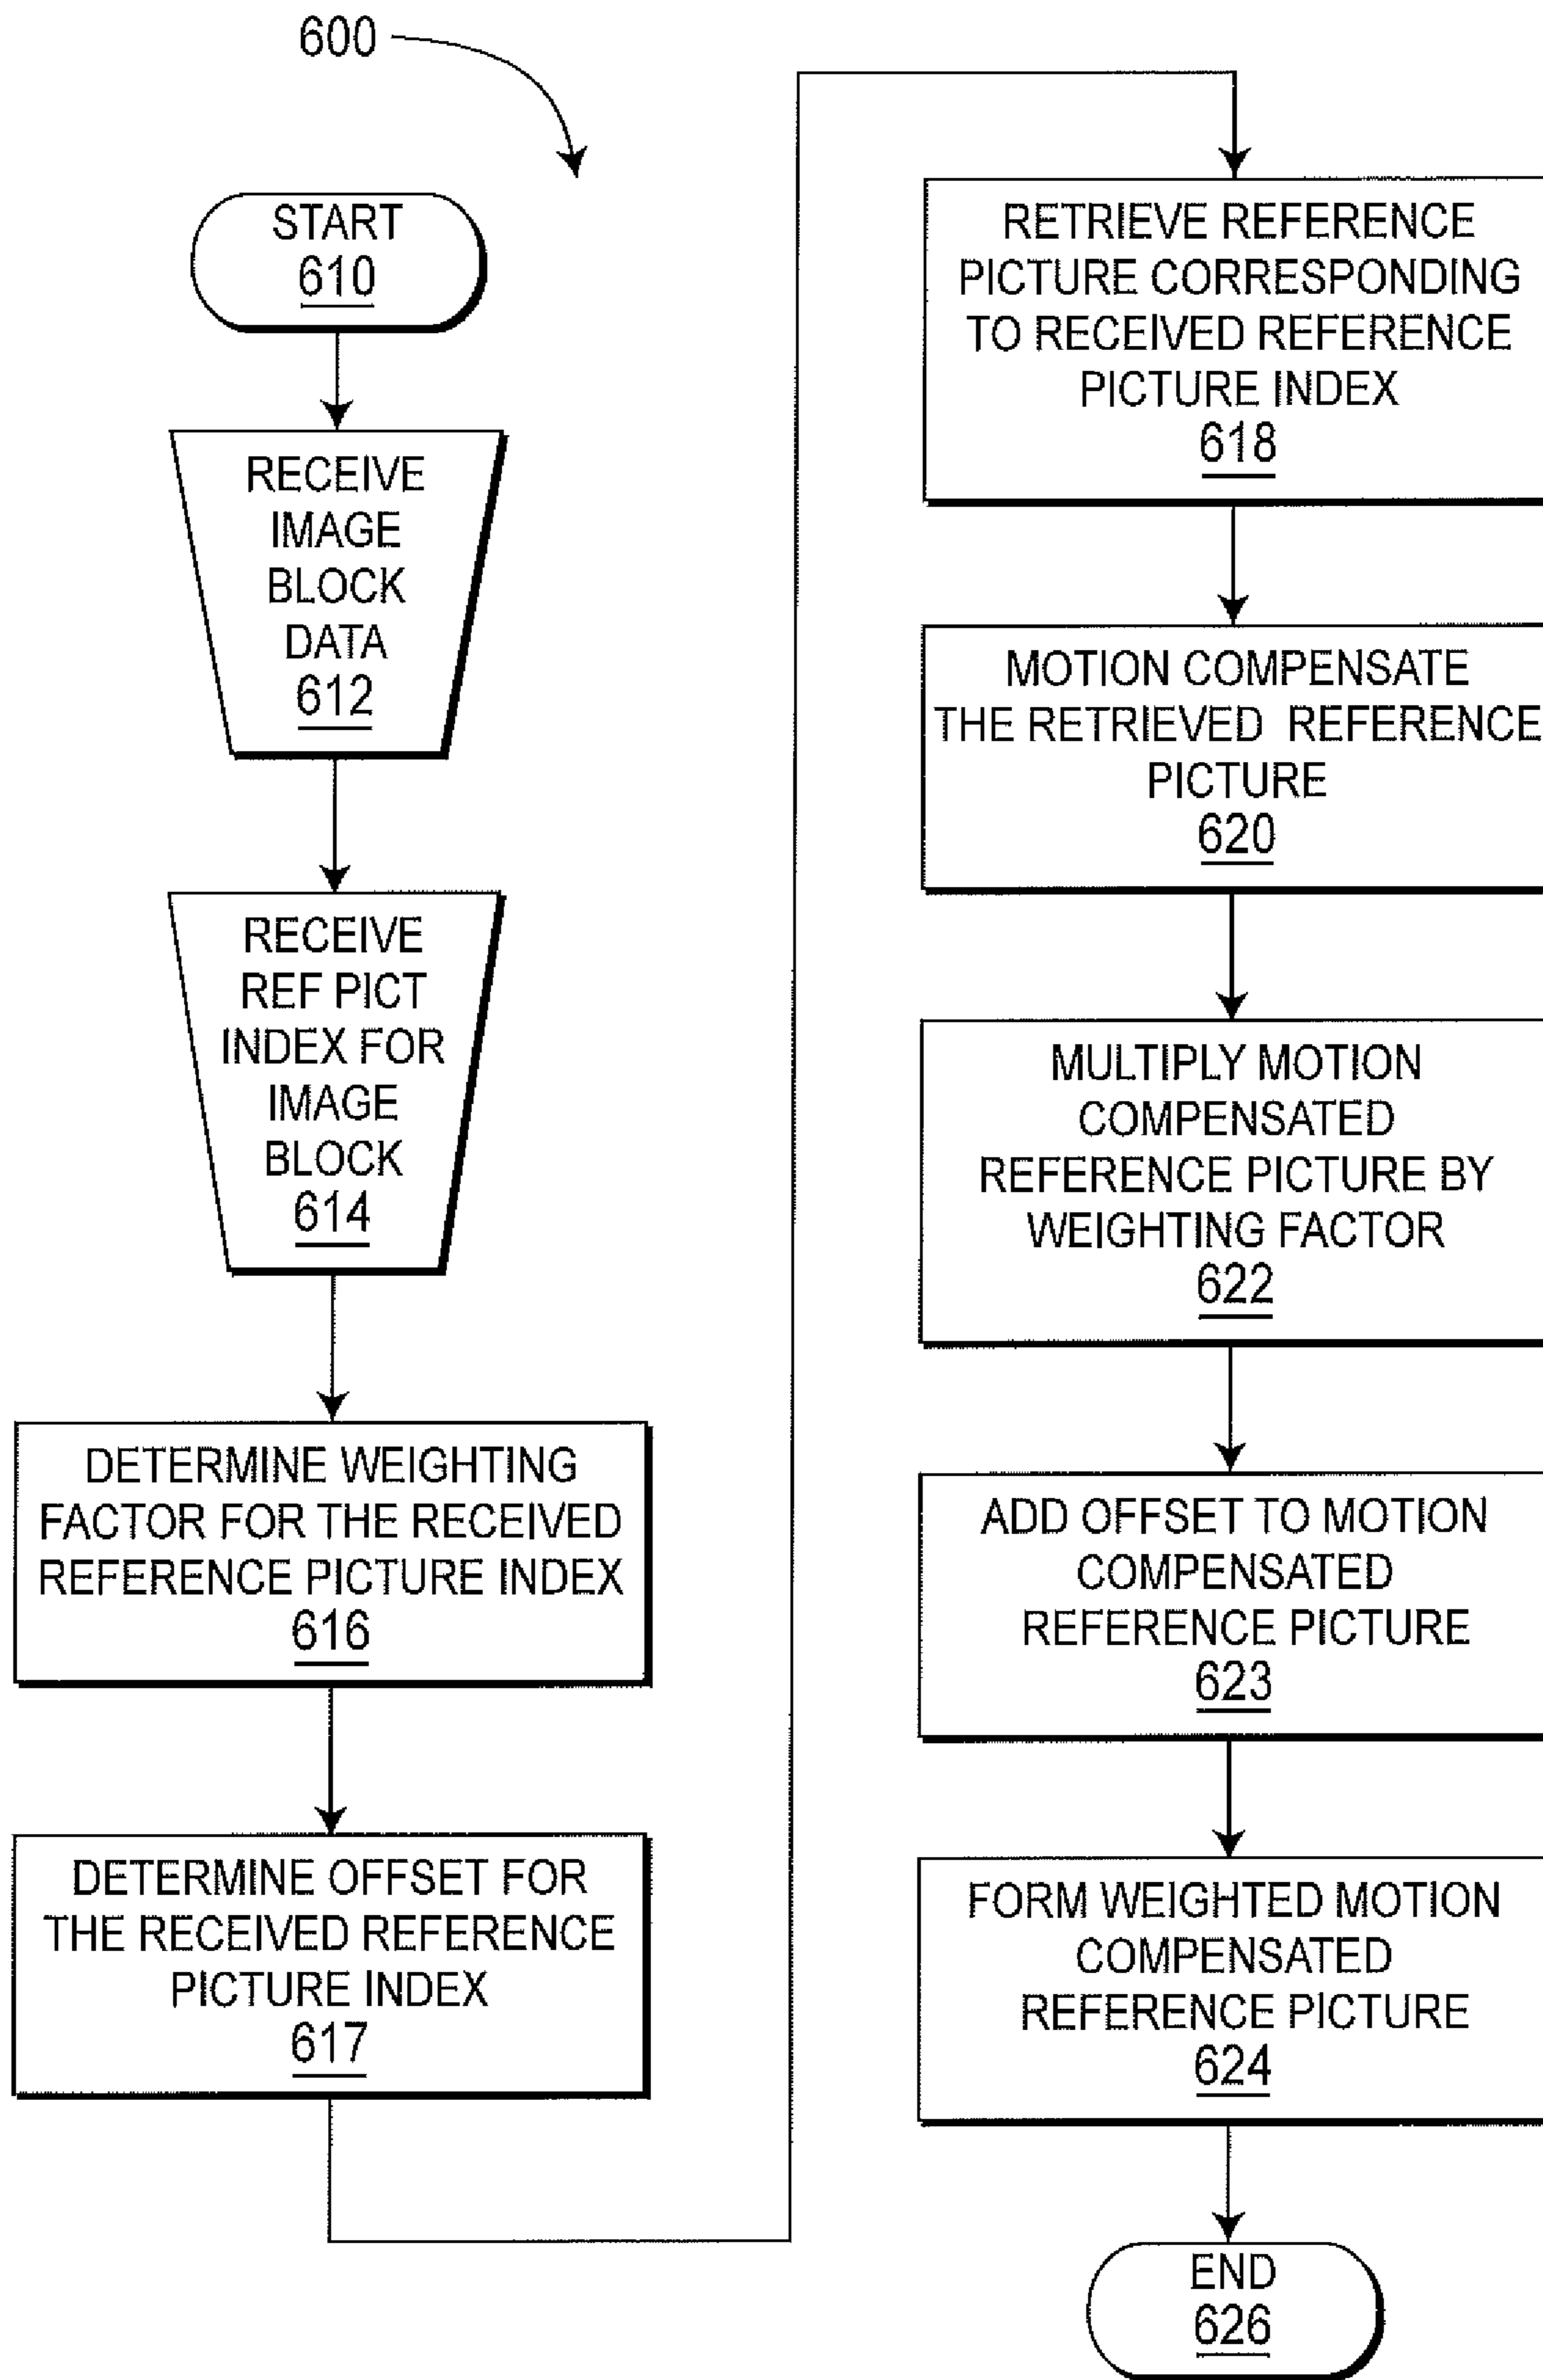 600
START
610
RECEIVE
IMAGE
BLOCK
DATA
612
RECEIVE
REF PICT
INDEX FOR
IMAGE
BLOCK
614
DETERMINE WEIGHTING
FACTOR FOR THE RECEIVED
REFERENCE PICTURE INDEX
616
DETERMINE OFFSET FOR
THE RECEIVED REFERENCE
PICTURE INDEX
617
RETRIEVE REFERENCE
PICTURE CORRESPONDING
TO RECEIVED REFERENCE
PICTURE INDEX
618
MOTION COMPENSATE
THE RETRIEVED REFERENCE
PICTURE
620
MULTIPLY MOTION
COMPENSATED
REFERENCE PICTURE BY
WEIGHTING FACTOR
622
ADD OFFSET TO MOTION
COMPENSATED
REFERENCE PICTURE
623
FORM WEIGHTED MOTION
COMPENSATED
REFERENCE PICTURE
624
END
626